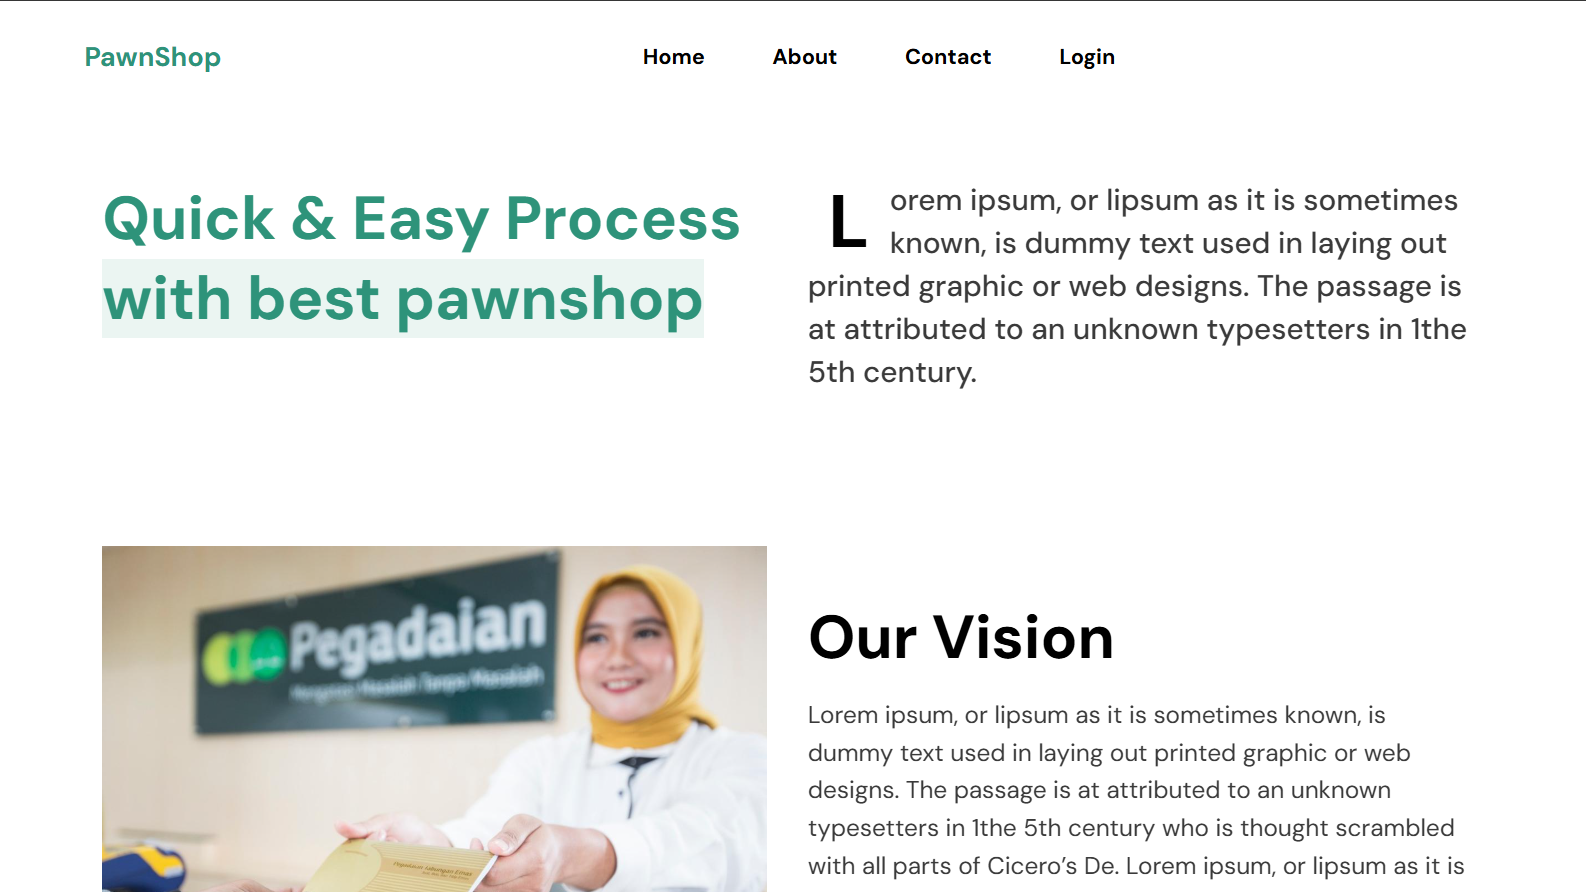 PawnShop
Home About Contact Login
Quick & Easy Process
with best pawnshop
Lorem ipsum, or lipsum as it is sometimes
known, is dummy text used in laying out
printed graphic or web designs. The passage is
at attributed to an unknown typesetters in 1the
5th century.
Pegadaian
Mengatasi Masalah Tanpa Masalah
Pegadaian Tabungan Emas
Our Vision
Lorem ipsum, or lipsum as it is sometimes known, is
dummy text used in laying out printed graphic or web
designs. The passage is at attributed to an unknown
typesetters in 1the 5th century who is thought scrambled
with all parts of Cicero’s De. Lorem ipsum, or lipsum as it is